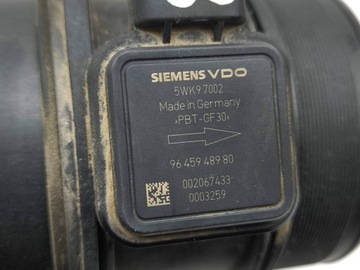 SIEMENS VDO
5WK9 7002
Made in Germany
>PBT-GF30<
96 459 489 80
002067433
0003259